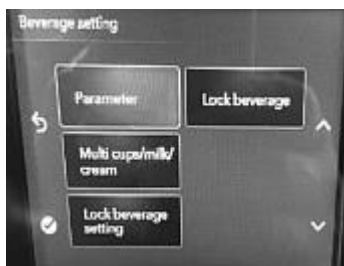 Beverage setting
Parameter
Lock beverage
Multi cups/milk/
cream
Lock beverage
setting